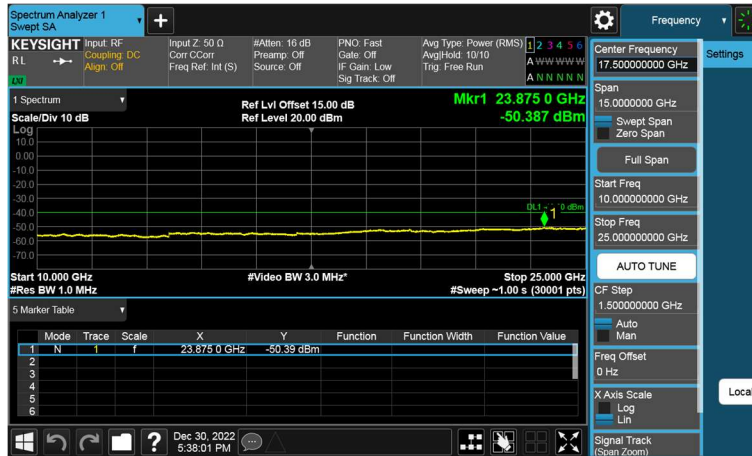 Spectrum Analyzer 1
Swept SA
Frequency
KEYSIGHT
RL
LXI
Input: RF
Coupling: DC
Align: Off
Input Z: 50 Ω
Corr CCorr
Freq Ref: Int (S)
#Atten: 16 dB
Preamp: Off
Source: Off
PNO: Fast
Gate: Off
IF Gain: Low
Sig Track: Off
Avg Type: Power (RMS)
Avg|Hold: 10/10
Trig: Free Run
1 2 3 4 5 6
A W W W W W
A N N N N N
1 Spectrum
Scale/Div 10 dB
Ref Lvl Offset 15.00 dB
Ref Level 20.00 dBm
Mkr1 23.875 0 GHz
-50.387 dBm
Log
10.0
0.00
-10.0
-20.0
-30.0
-40.0
-50.0
-60.0
-70.0
1
Start 10.000 GHz
#Res BW 1.0 MHz
#Video BW 3.0 MHz*
Stop 25.000 GHz
#Sweep ~1.00 s (30001 pts)
5 Marker Table
Mode Trace Scale X Y Function Function Width Function Value
1 N 1 f 23.875 0 GHz -50.39 dBm
2
3
4
5
6
Dec 30, 2022
5:38:01 PM
Center Frequency
17.500000000 GHz
Settings
Span
15.0000000 GHz
Swept Span
Zero Span
Full Span
Start Freq
10.000000000 GHz
Stop Freq
25.000000000 GHz
AUTO TUNE
CF Step
1.500000000 GHz
Auto
Man
Freq Offset
0 Hz
X Axis Scale
Log
Lin
Local
Signal Track
(Span Zoom)